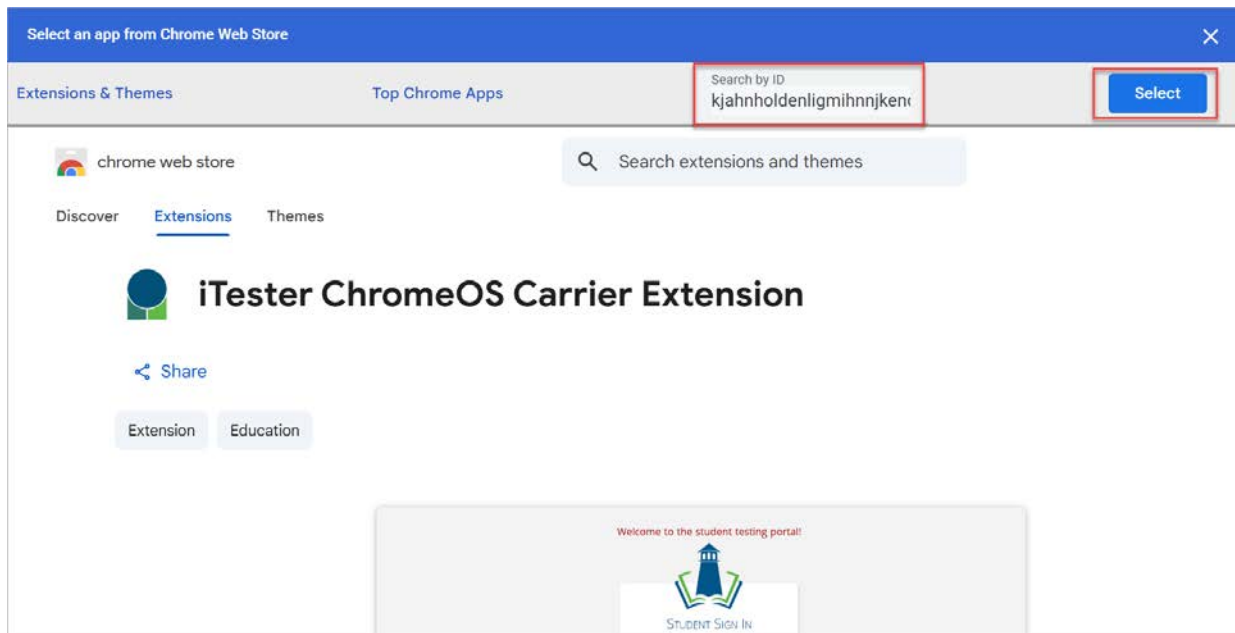 Select an app from Chrome Web Store
Extensions & Themes
Top Chrome Apps
Search by ID
kjahnholdenligmihnnjkeno
Select
chrome web store
Search extensions and themes
Discover
Extensions
Themes
iTester ChromeOS Carrier Extension
Share
Extension
Education
Welcome to the student testing portal!
STUDENT SIGN IN